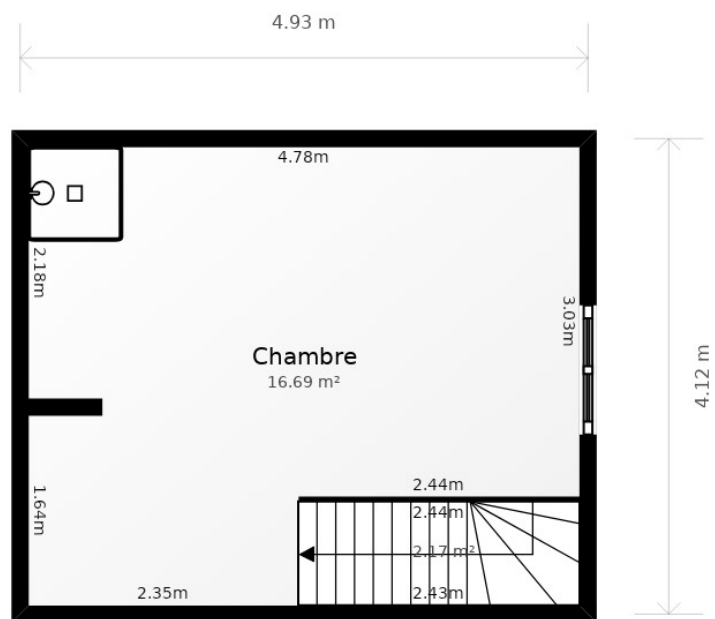 4.93 m
4.78m
2.18m
3.03m
Chambre
16.69 m²
4.12 m
1.64m
2.44m
2.44m
2.17 m²
2.35m
2.43m